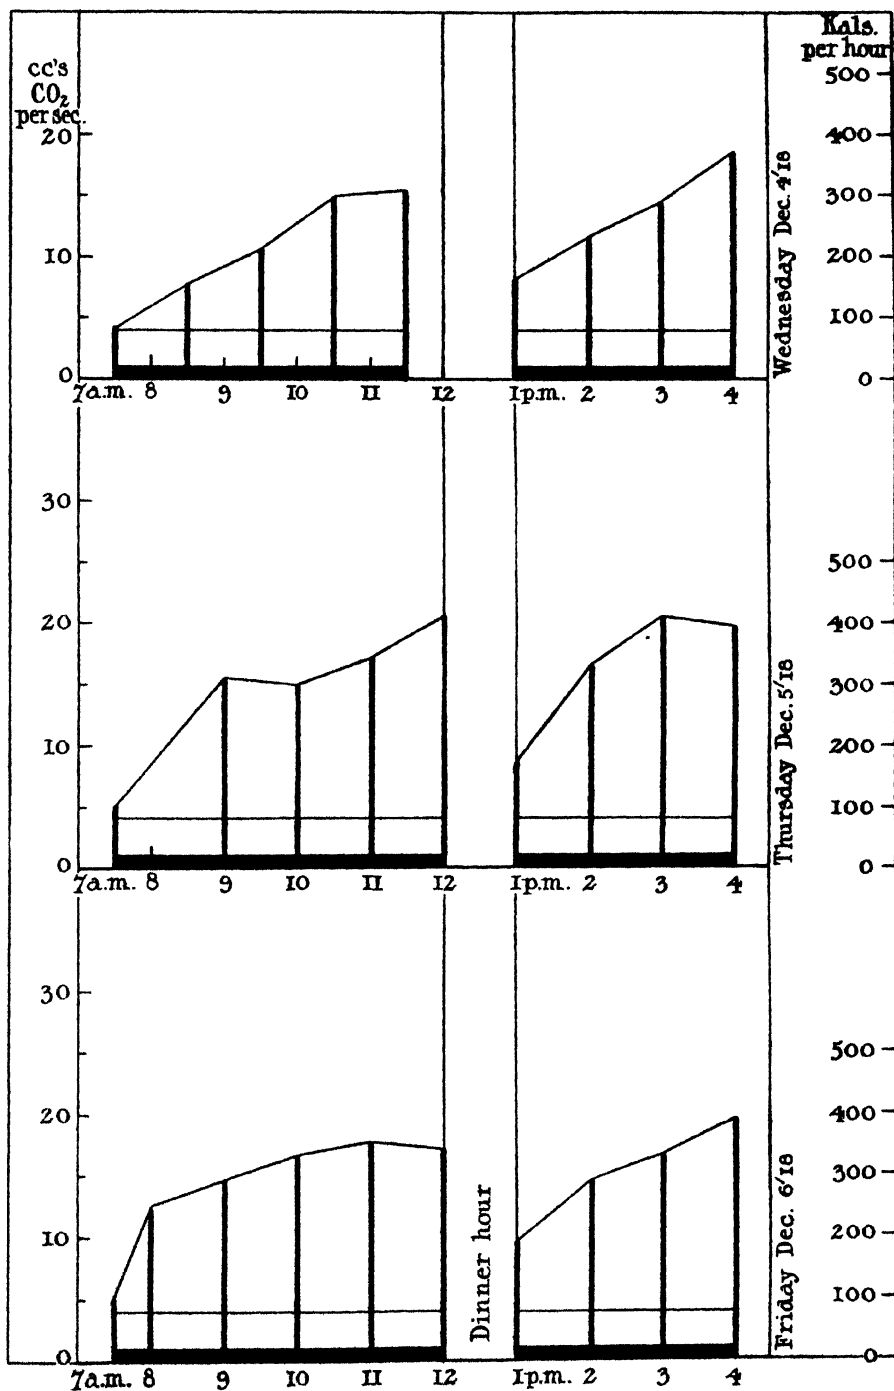 cc's
CO₂
per sec.
Kals.
per hour
500
20
400
300
10
200
100
0
0
7a.m. 8 9 10 11 12 1p.m. 2 3 4
Wednesday Dec. 4'18
30
500
20
400
300
10
200
100
0
0
7a.m. 8 9 10 11 12 1p.m. 2 3 4
Thursday Dec. 5'18
30
500
20
400
300
10
200
100
0
0
7a.m. 8 9 10 11 12 1p.m. 2 3 4
Dinner hour
Friday Dec. 6'18